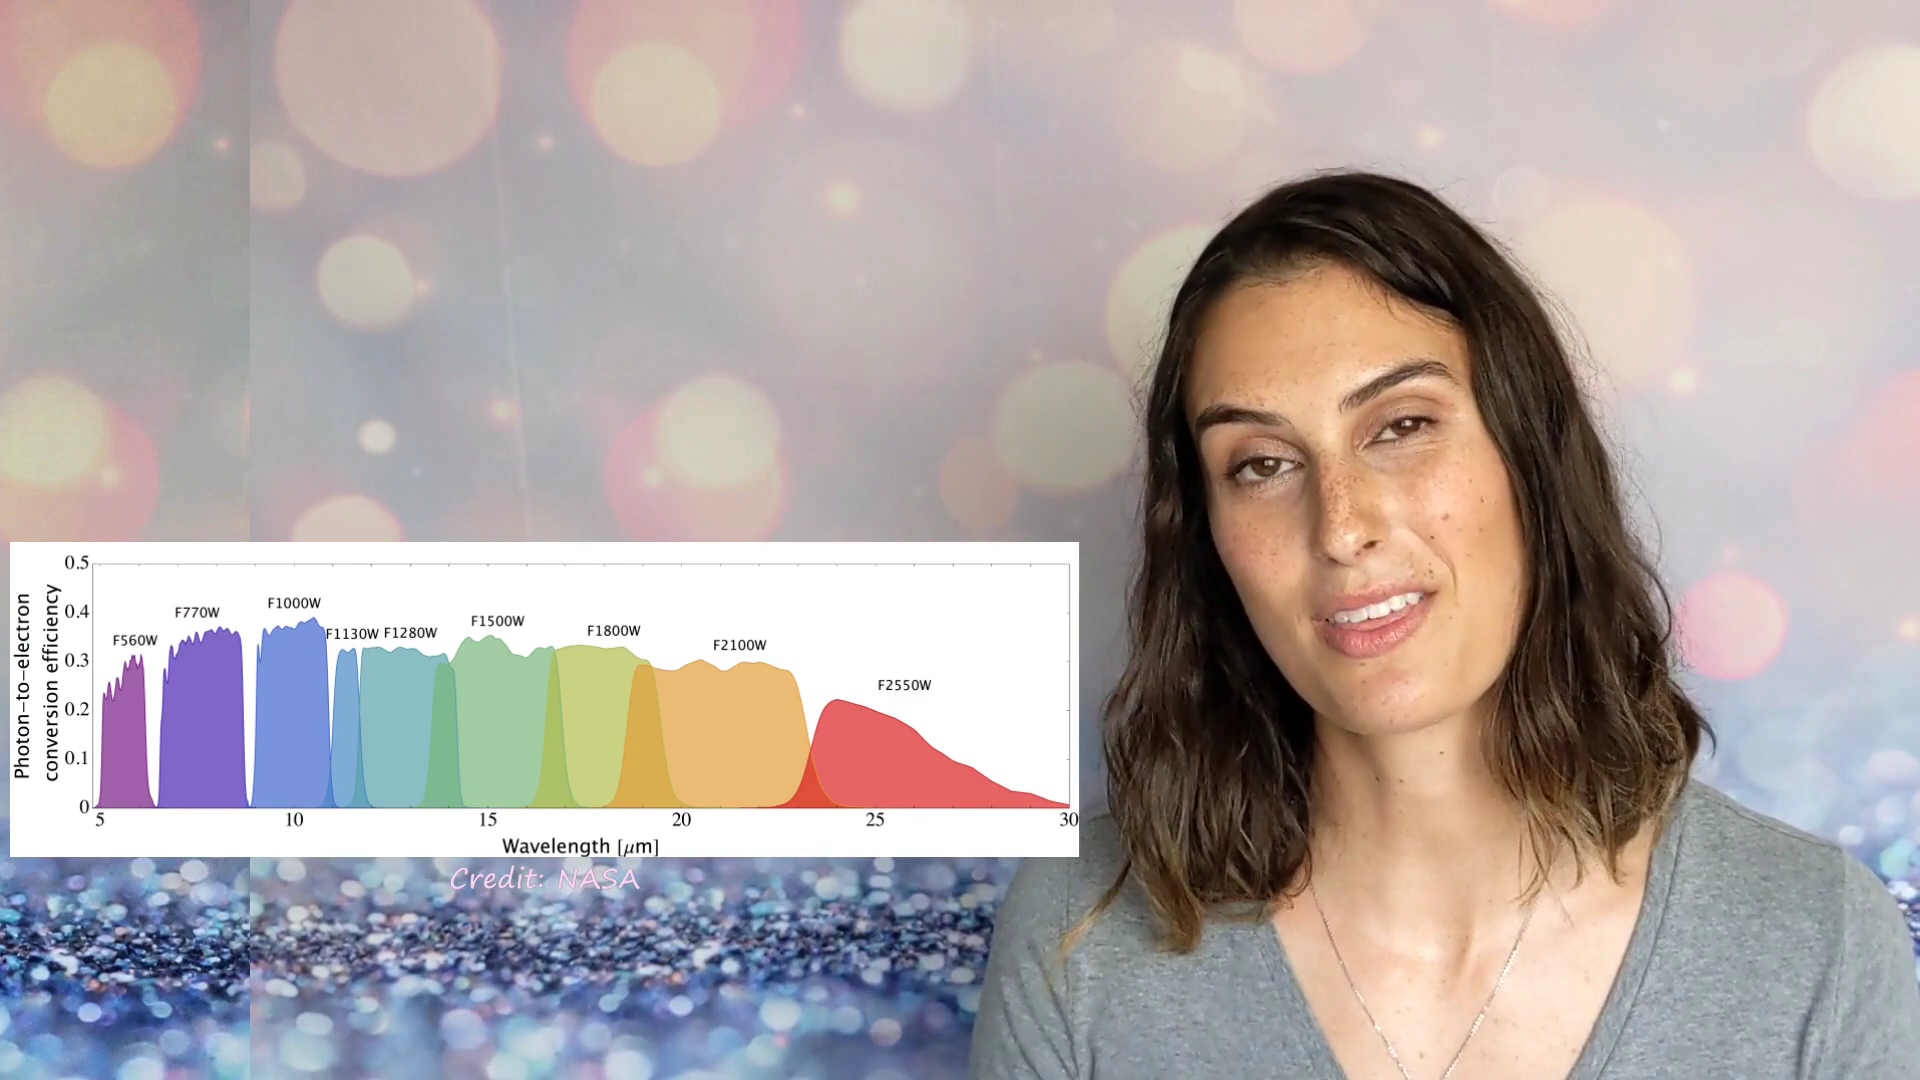 Photon-to-electron
conversion efficiency
0.5
0.4
0.3
0.2
0.1
0
F560W
F770W
F1000W
F1130W
F1280W
F1500W
F1800W
F2100W
F2550W
5
10
15
20
25
30
Wavelength [μm]
Credit: NASA